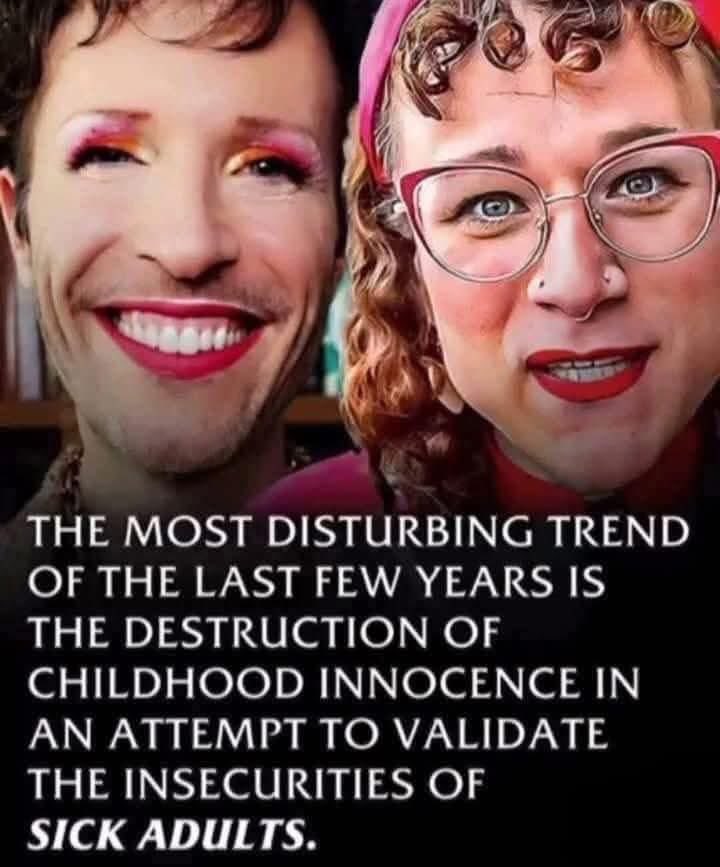 THE MOST DISTURBING TREND
OF THE LAST FEW YEARS IS
THE DESTRUCTION OF
CHILDHOOD INNOCENCE IN
AN ATTEMPT TO VALIDATE
THE INSECURITIES OF
SICK ADULTS.